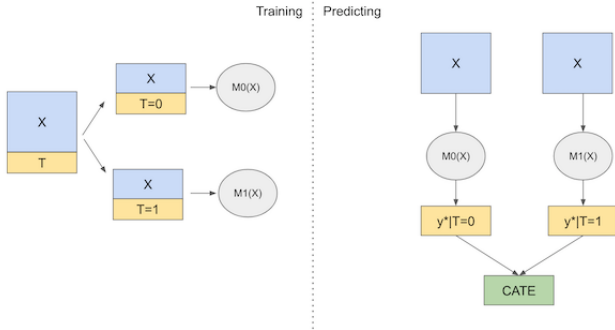 Training
Predicting
X
T
X
T=0
M0(X)
X
T=1
M1(X)
X
X
M0(X)
M1(X)
y*|T=0
y*|T=1
CATE